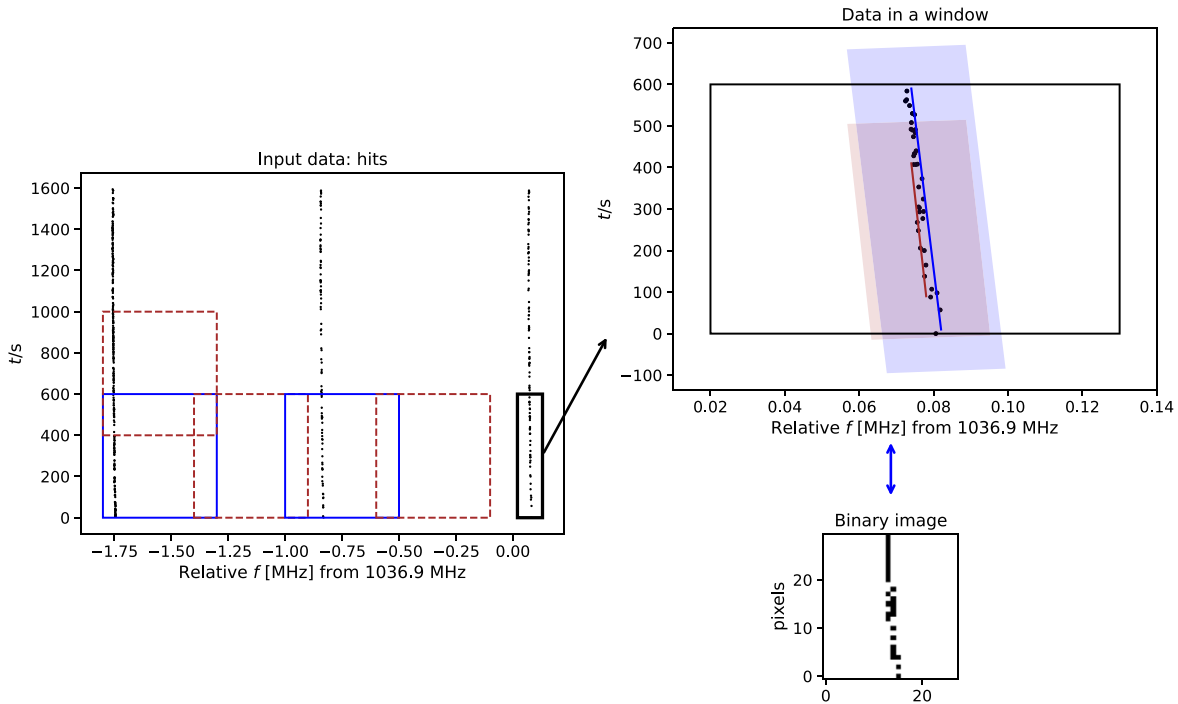 Input data: hits
t/s
1600
1400
1200
1000
800
600
400
200
0
−1.75 −1.50 −1.25 −1.00 −0.75 −0.50 −0.25 0.00
Relative f [MHz] from 1036.9 MHz
Data in a window
t/s
700
600
500
400
300
200
100
0
−100
0.02 0.04 0.06 0.08 0.10 0.12 0.14
Relative f [MHz] from 1036.9 MHz
Binary image
pixels
20
10
0
0 20